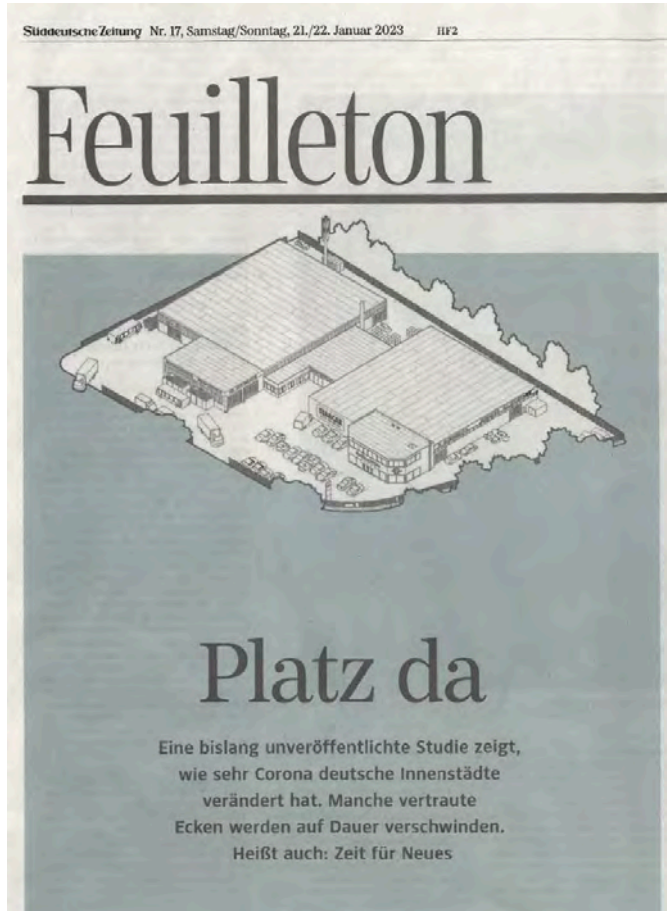 Süddeutsche Zeitung Nr. 17, Samstag/Sonntag, 21./22. Januar 2023 HF2
Feuilleton
Platz da
Eine bislang unveröffentlichte Studie zeigt,
wie sehr Corona deutsche Innenstädte
verändert hat. Manche vertraute
Ecken werden auf Dauer verschwinden.
Heißt auch: Zeit für Neues